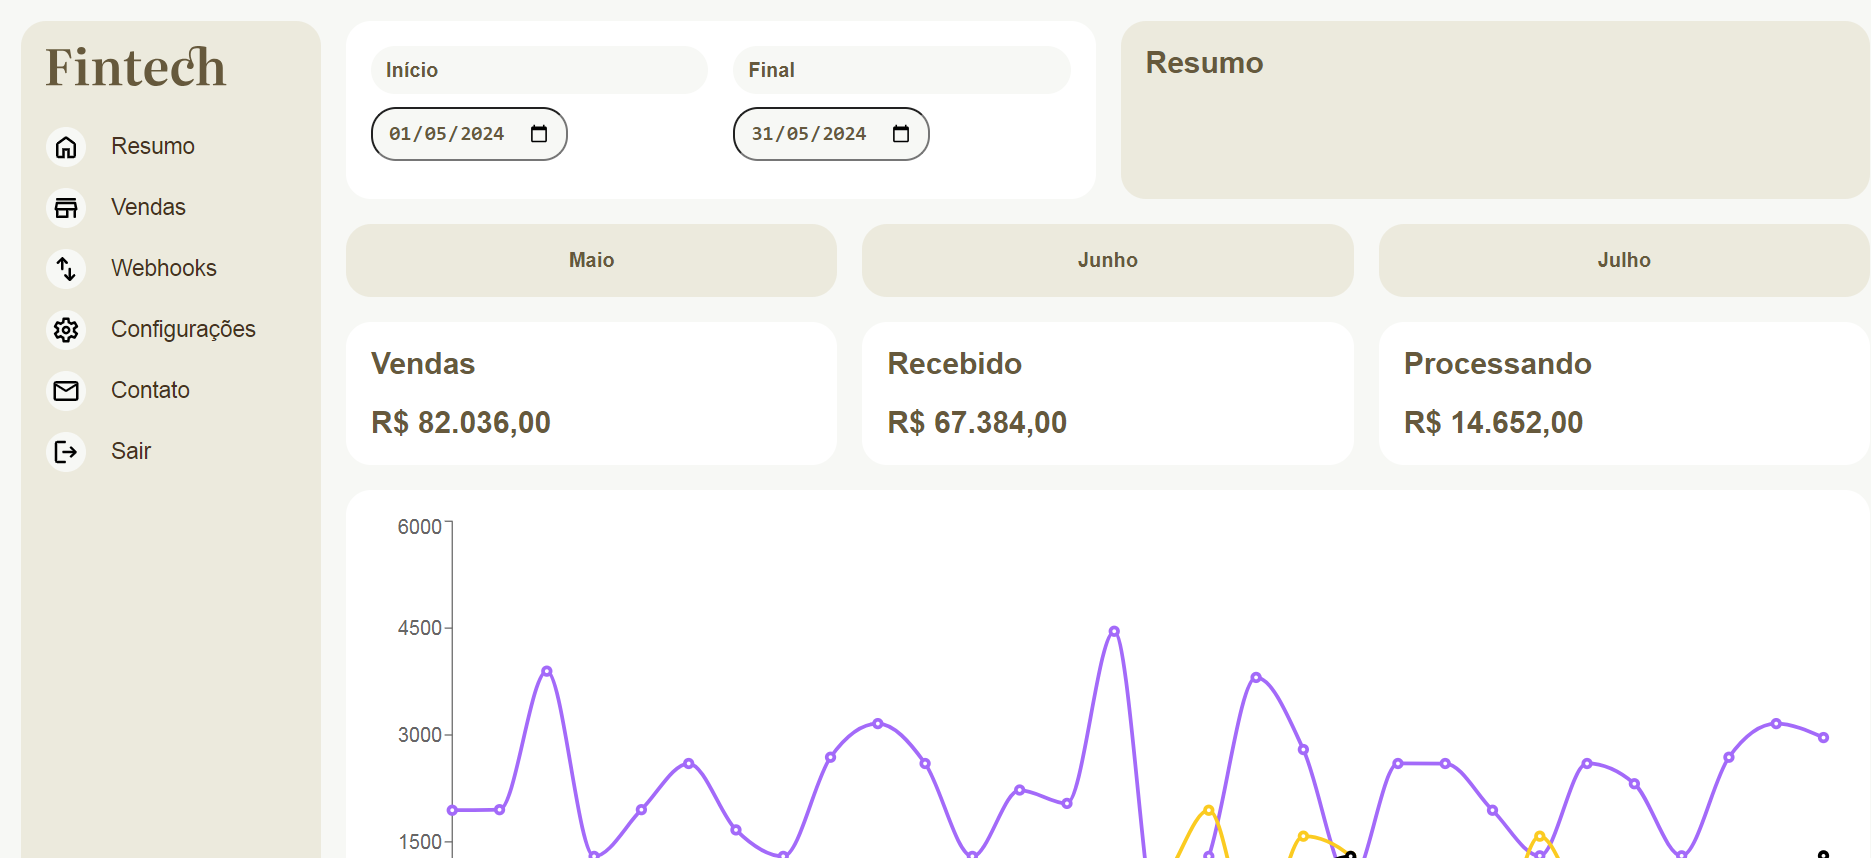 Fintech
Resumo
Vendas
Webhooks
Configurações
Contato
Sair
Início
01/05/2024
Final
31/05/2024
Resumo
Maio
Junho
Julho
Vendas
R$ 82.036,00
Recebido
R$ 67.384,00
Processando
R$ 14.652,00
6000
4500
3000
1500